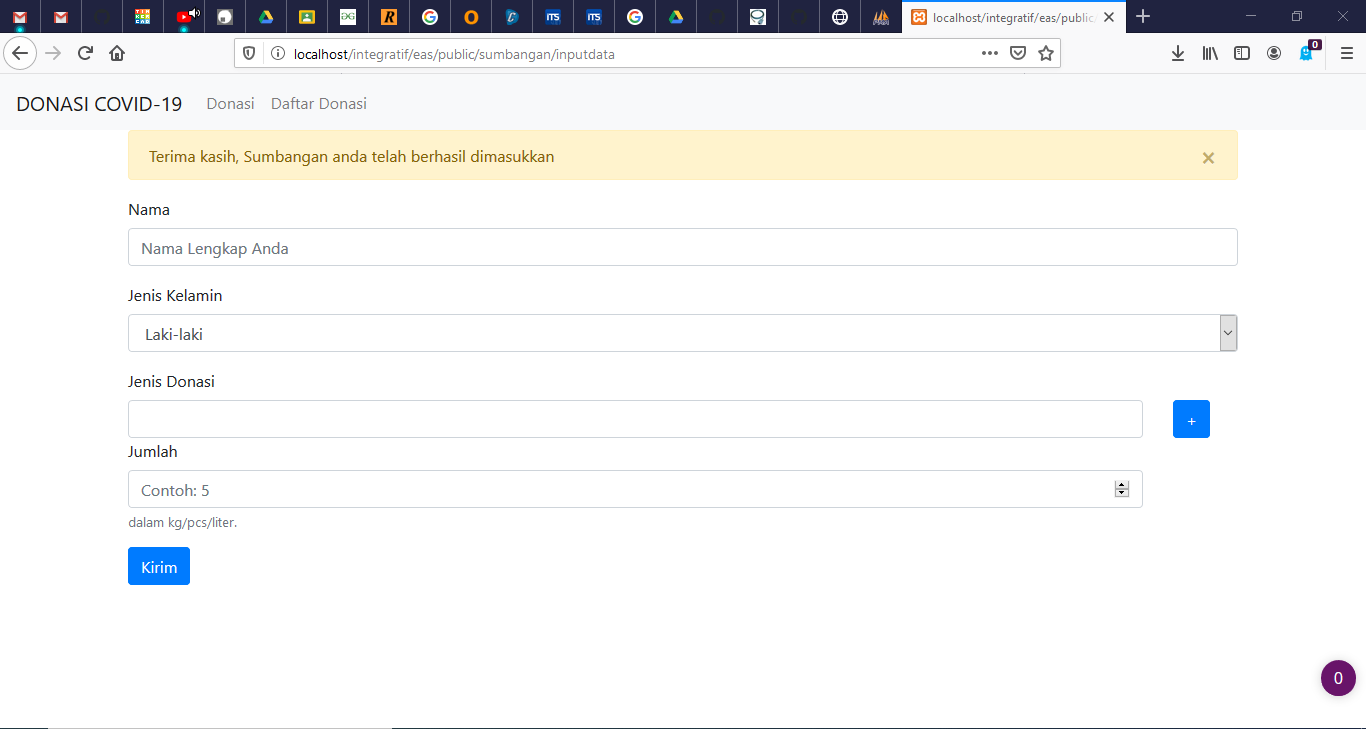 localhost/integratif/eas/public/
localhost/integratif/eas/public/sumbangan/inputdata
0
DONASI COVID-19 Donasi Daftar Donasi
Terima kasih, Sumbangan anda telah berhasil dimasukkan ×
Nama
Nama Lengkap Anda
Jenis Kelamin
Laki-laki
Jenis Donasi
+
Jumlah
Contoh: 5
dalam kg/pcs/liter.
Kirim
0